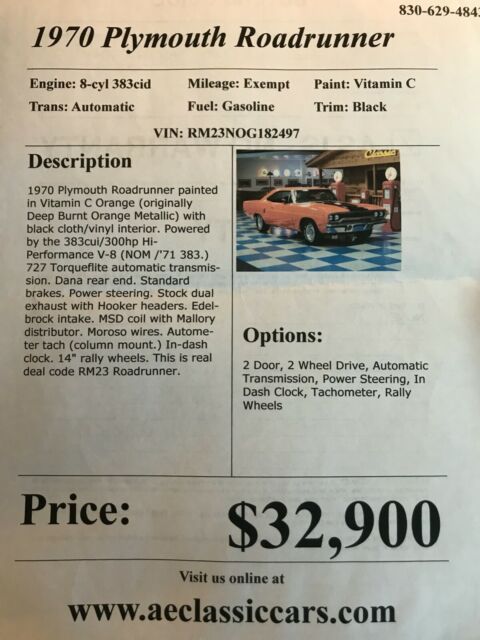 830-629-484
1970 Plymouth Roadrunner
Engine: 8-cyl 383cid Mileage: Exempt Paint: Vitamin C
Trans: Automatic Fuel: Gasoline Trim: Black
VIN: RM23NOG182497
Description
1970 Plymouth Roadrunner painted
in Vitamin C Orange (originally
Deep Burnt Orange Metallic) with
black cloth/vinyl interior. Powered
by the 383cui/300hp Hi-
Performance V-8 (NOM /'71 383.)
727 Torqueflite automatic transmis-
sion. Dana rear end. Standard
brakes. Power steering. Stock dual
exhaust with Hooker headers. Edel-
brock intake. MSD coil with Mallory
distributor. Moroso wires. Autome-
ter tach (column mount.) In-dash
clock. 14" rally wheels. This is real
deal code RM23 Roadrunner.
Options:
2 Door, 2 Wheel Drive, Automatic
Transmission, Power Steering, In
Dash Clock, Tachometer, Rally
Wheels
Price:
$32,900
Visit us online at
www.aeclassiccars.com